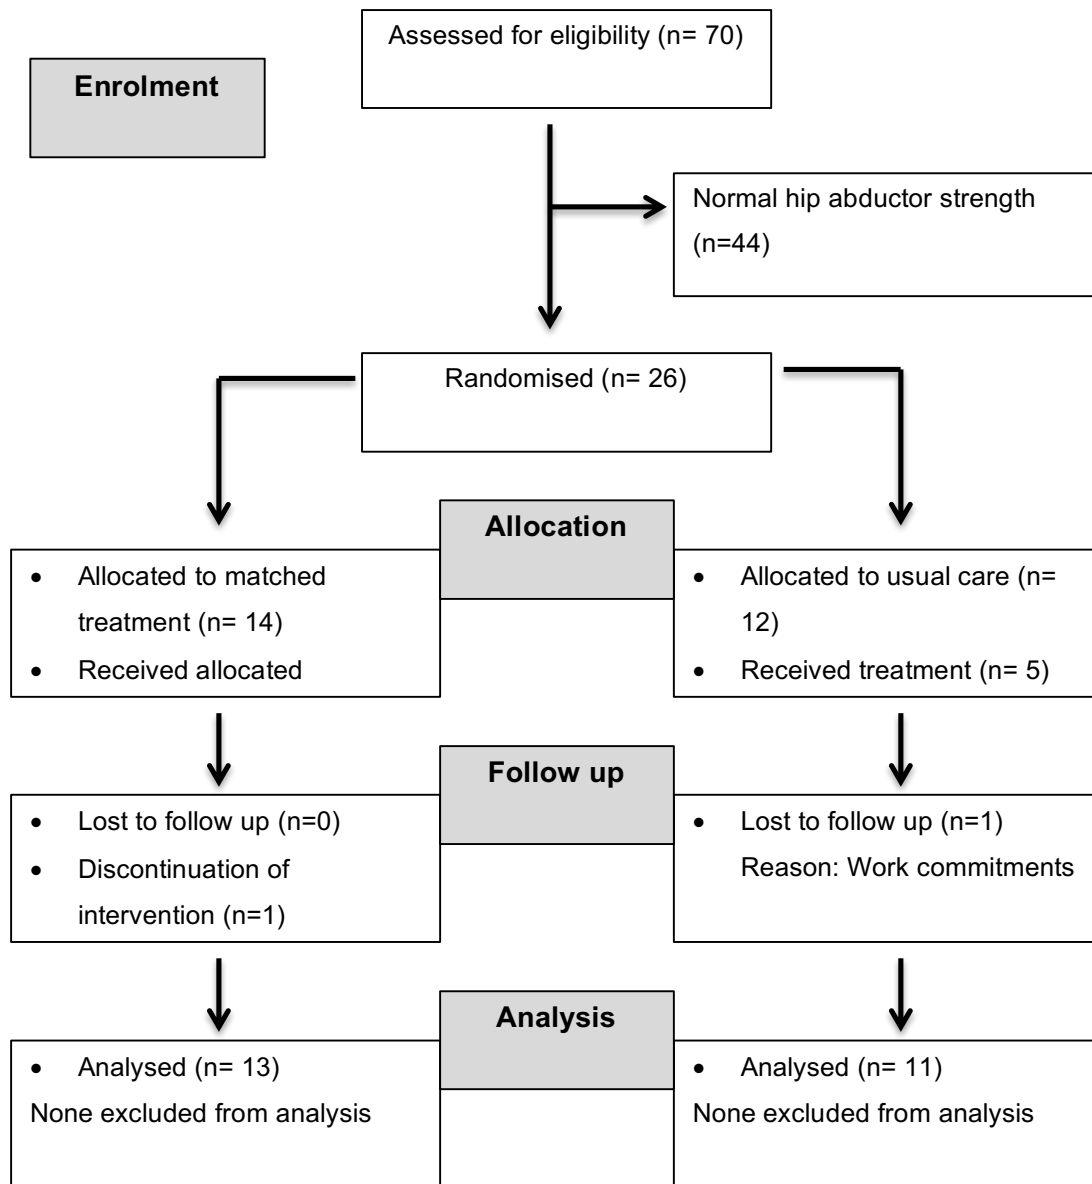 Assessed for eligibility (n= 70)
Enrolment
Normal hip abductor strength
(n=44)
Randomised (n= 26)
Allocation
• Allocated to matched
treatment (n= 14)
• Received allocated
• Allocated to usual care (n=
12)
• Received treatment (n= 5)
Follow up
• Lost to follow up (n=0)
• Discontinuation of
intervention (n=1)
• Lost to follow up (n=1)
Reason: Work commitments
Analysis
• Analysed (n= 13)
None excluded from analysis
• Analysed (n= 11)
None excluded from analysis